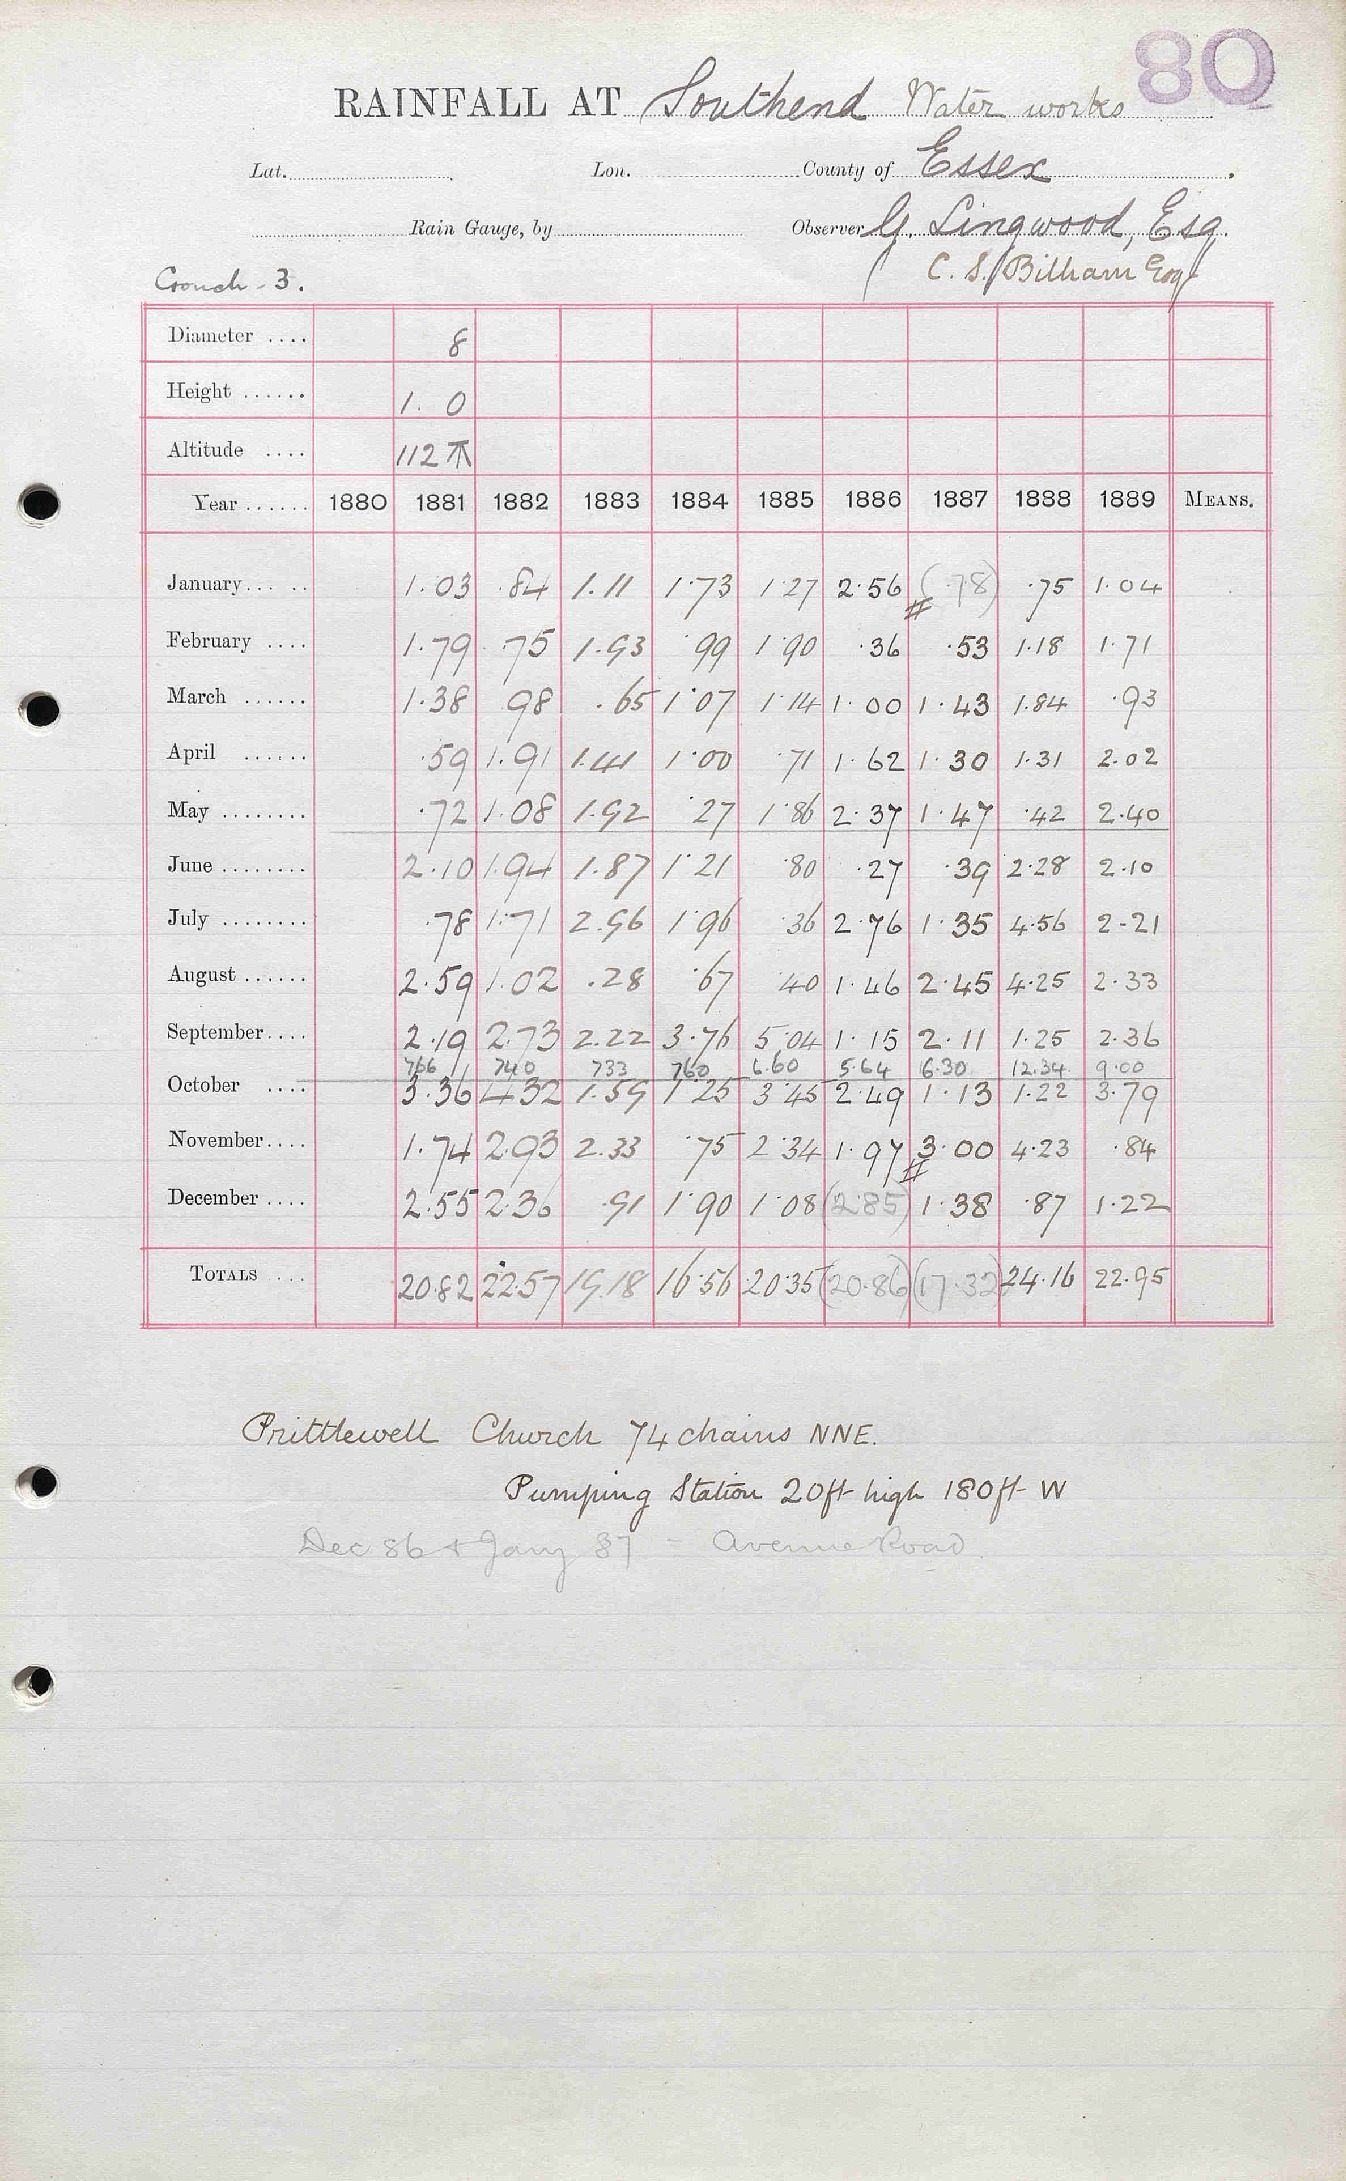 80
RAINFALL AT Southend Water works
Lat. Lon. County of Essex.
Rain Gauge, by Observer G. Lingwood, Esq.
Crouch - 3. C. S. Bilham Esq
Diameter .... 8
Height ...... 1. 0
Altitude .... 112
Year ...... 1880 1881 1882 1883 1884 1885 1886 1887 1888 1889 MEANS.
January ... .. 1.03 .84 1.11 1.73 1.27 2.56 # (.78) .75 1.04
February .... 1.79 .75 1.93 .99 1.90 .36 .53 1.18 1.71
March ...... 1.38 .98 .65 1.07 1.14 1.00 1.43 1.84 .93
April ...... .59 1.91 1.41 1.00 .71 1.62 1.30 1.31 2.02
May ........ .72 1.08 1.92 .27 1.86 2.37 1.47 .42 2.40
June ........ 2.10 1.94 1.87 1.21 .80 .27 .39 2.28 2.10
July ........ .78 1.71 2.96 1.96 .36 2.76 1.35 4.56 2.21
August ...... 2.59 1.02 .28 .67 .40 1.46 2.45 4.25 2.33
September .... 2.19 2.73 2.22 3.76 5.04 1.15 2.11 1.25 2.36
766 740 733 760 6.60 5.64 6.30 12.34 9.00
October .... 3.36 4.32 1.59 1.25 3.45 2.49 1.13 1.22 3.79
November .... 1.74 2.93 2.33 .75 2.34 1.97 3.00 4.23 .84
December .... 2.55 2.36 .91 1.90 1.08 (2.85) # 1.38 .87 1.22
TOTALS ... 20.82 22.57 19.18 16.56 20.35 (20.86) (17.32) 24.16 22.95
Prittlewell Church 74 chains NNE.
Pumping Station 20ft high 180ft W
Dec 86 + Jany 87 - Avenue Road